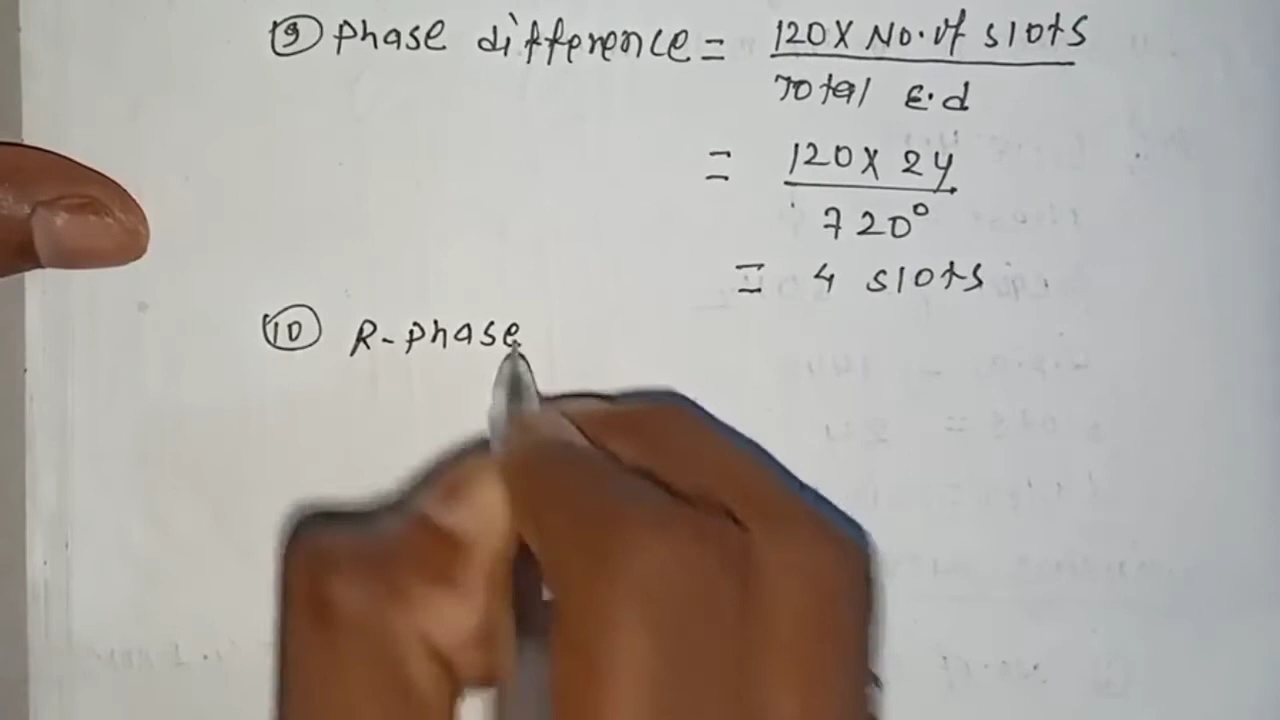 ⑨ Phase difference = 120 X No. of slots
Total E.d
= 120 X 24
720°
= 4 slots
⑩ R-Phase